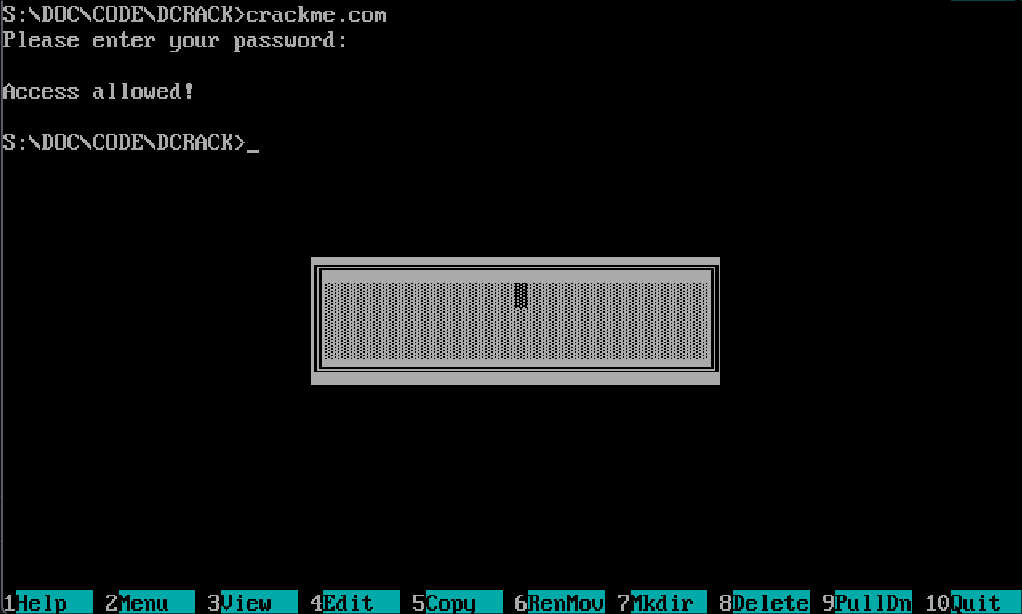 S:\DOC\CODE\DCRACK>crackme.com
Please enter your password:
Access allowed!
S:\DOC\CODE\DCRACK>_
1Help 2Menu 3View 4Edit 5Copy 6RenMov 7Mkdir 8Delete 9PullDn 10Quit